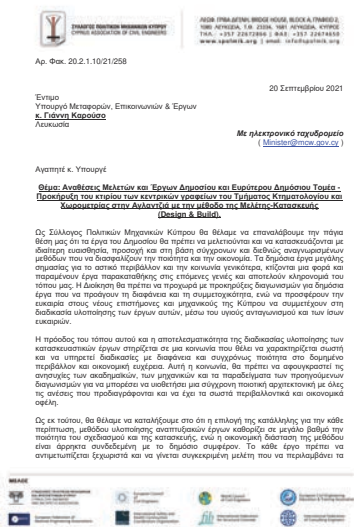 ΣΥΛΛΟΓΟΣ ΠΟΛΙΤΙΚΩΝ ΜΗΧΑΝΙΚΩΝ ΚΥΠΡΟΥ
CYPRUS ASSOCIATION OF CIVIL ENGINEERS
Αρ. Φακ. 20.2.1.10/21/258
20 Σεπτεμβρίου 2021
Έντιμο
Υπουργό Μεταφορών, Επικοινωνιών & Έργων
κ. Γιάννη Καρούσο
Λευκωσία
Με ηλεκτρονικό ταχυδρομείο
( Minister@mcw.gov.cy)
Αγαπητέ κ. Υπουργέ
Θέμα: Αναθέσεις Μελετών και Έργων Δημοσίου και Ευρύτερου Δημόσιου Τομέα -
Προκήρυξη του κτιρίου των κεντρικών γραφείων του Τμήματος Κτηματολογίου και
Χωρομετρίας στην Αγλαντζιά με την μέθοδο της Μελέτης-Κατασκευής
(Design & Build).
Ως Σύλλογος Πολιτικών Μηχανικών Κύπρου θα θέλαμε να επαναλάβουμε την πάγια
θέση μας ότι τα έργα του Δημοσίου θα πρέπει να μελετούνται και να κατασκευάζονται με
ιδιαίτερη ευαισθησία, προσοχή και στη βάση σύγχρονων και διεθνώς αναγνωρισμένων
μεθόδων που να διασφαλίζουν την ποιότητα και την οικονομία. Τα δημόσια έργα μεγάλης
σημασίας για το αστικό περιβάλλον και την κοινωνία γενικότερα, κτίζονται μια φορά και
παραμένουν έργα παρακαταθήκης στις επόμενες γενιές και αποτελούν κληρονομιά του
τόπου μας. Η Διοίκηση θα πρέπει να προχωρά με προκηρύξεις διαγωνισμών για δημόσια
έργα που να προάγουν τη διαφάνεια και τη συμμετοχικότητα, ενώ να προσφέρουν την
ευκαιρία στους νέους επιστήμονες και μηχανικούς της Κύπρου να συμμετέχουν στη
διαδικασία υλοποίησης των έργων αυτών, μέσω του υγιούς ανταγωνισμού και των ίσων
ευκαιριών.
Η πρόοδος του τόπου αυτού και η αποτελεσματικότητα της διαδικασίας υλοποίησης των
κατασκευαστικών έργων στηρίζεται σε μια κοινωνία που θέλει να χαρακτηρίζεται σωστή
και να υπηρετεί διαδικασίες με διαφάνεια και συγχρόνως ποιότητα στο δομημένο
περιβάλλον και οικονομική ευχέρεια. Αυτή η κοινωνία, θα πρέπει να αφουγκραστεί τις
ανησυχίες των ακαδημαϊκών, των μηχανικών και τα παραδείγματα των προηγούμενων
διαγωνισμών για να μπορέσει να υιοθετήσει μια σύγχρονη ποιοτική αρχιτεκτονική με όλες
τις ανέσεις που προδιαγράφονται και να έχει τα σωστά περιβαλλοντικά και οικονομικά
οφέλη.
Ως εκ τούτου, θα θέλαμε να καταλήξουμε στο ότι η επιλογή της κατάλληλης για την κάθε
περίπτωση, μεθόδου υλοποίησης αναπτυξιακών έργων καθορίζει σε μεγάλο βαθμό την
ποιότητα του σχεδιασμού και της κατασκευής, ενώ η οικονομική διάσταση της μεθόδου
είναι άρρηκτα συνδεδεμένη με το δημόσιο συμφέρον. Το κάθε έργο πρέπει να
αντιμετωπίζεται ξεχωριστά και να γίνεται συγκεκριμένη μελέτη που να περιλαμβάνει τα